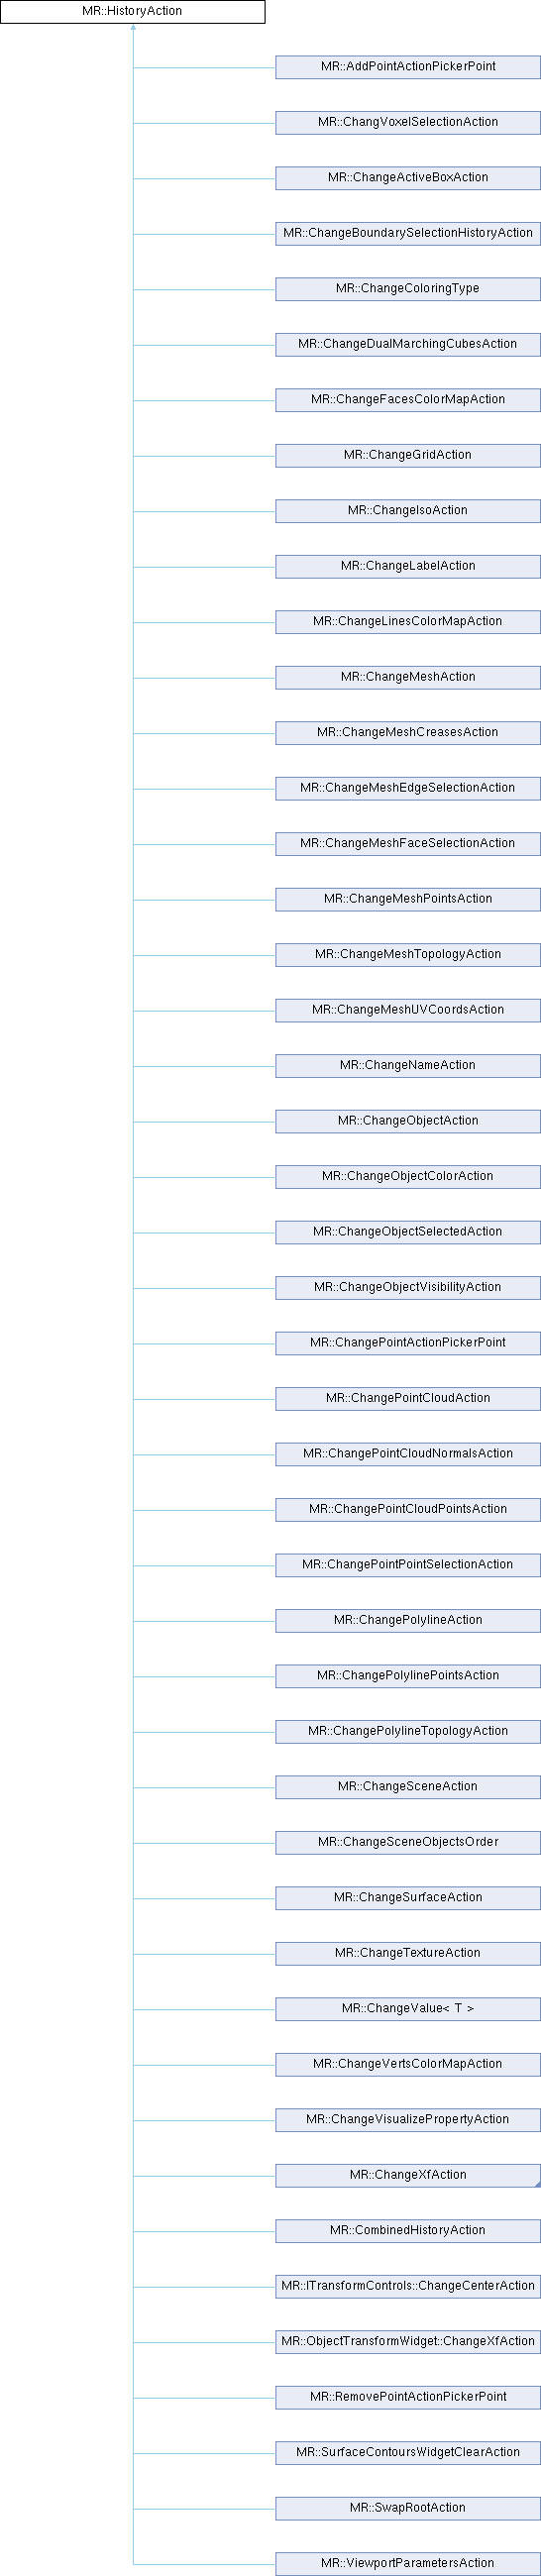 MR::HistoryAction
MR::AddPointActionPickerPoint
MR::ChangVoxelSelectionAction
MR::ChangeActiveBoxAction
MR::ChangeBoundarySelectionHistoryAction
MR::ChangeColoringType
MR::ChangeDualMarchingCubesAction
MR::ChangeFacesColorMapAction
MR::ChangeGridAction
MR::ChangeIsoAction
MR::ChangeLabelAction
MR::ChangeLinesColorMapAction
MR::ChangeMeshAction
MR::ChangeMeshCreasesAction
MR::ChangeMeshEdgeSelectionAction
MR::ChangeMeshFaceSelectionAction
MR::ChangeMeshPointsAction
MR::ChangeMeshTopologyAction
MR::ChangeMeshUVCoordsAction
MR::ChangeNameAction
MR::ChangeObjectAction
MR::ChangeObjectColorAction
MR::ChangeObjectSelectedAction
MR::ChangeObjectVisibilityAction
MR::ChangePointActionPickerPoint
MR::ChangePointCloudAction
MR::ChangePointCloudNormalsAction
MR::ChangePointCloudPointsAction
MR::ChangePointPointSelectionAction
MR::ChangePolylineAction
MR::ChangePolylinePointsAction
MR::ChangePolylineTopologyAction
MR::ChangeSceneAction
MR::ChangeSceneObjectsOrder
MR::ChangeSurfaceAction
MR::ChangeTextureAction
MR::ChangeValue< T >
MR::ChangeVertsColorMapAction
MR::ChangeVisualizePropertyAction
MR::ChangeXfAction
MR::CombinedHistoryAction
MR::ITransformControls::ChangeCenterAction
MR::ObjectTransformWidget::ChangeXfAction
MR::RemovePointActionPickerPoint
MR::SurfaceContoursWidgetClearAction
MR::SwapRootAction
MR::ViewportParametersAction